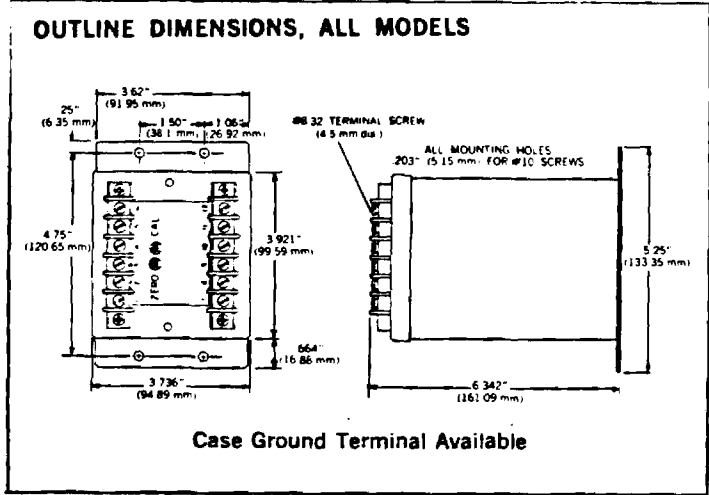 OUTLINE DIMENSIONS, ALL MODELS
3.62"
(91.95 mm)
.25"
(6.35 mm)
1.50"
(38.1 mm)
1.06"
(26.92 mm)
#8.32 TERMINAL SCREW
(4.5 mm dia.)
ALL MOUNTING HOLES
.203" (5.15 mm) FOR #10 SCREWS
4.75"
(120.65 mm)
ZERO
CAL
3.921"
(99.59 mm)
5.25"
(133.35 mm)
.664"
(16.86 mm)
3.736"
(94.89 mm)
6.342"
(161.09 mm)
Case Ground Terminal Available